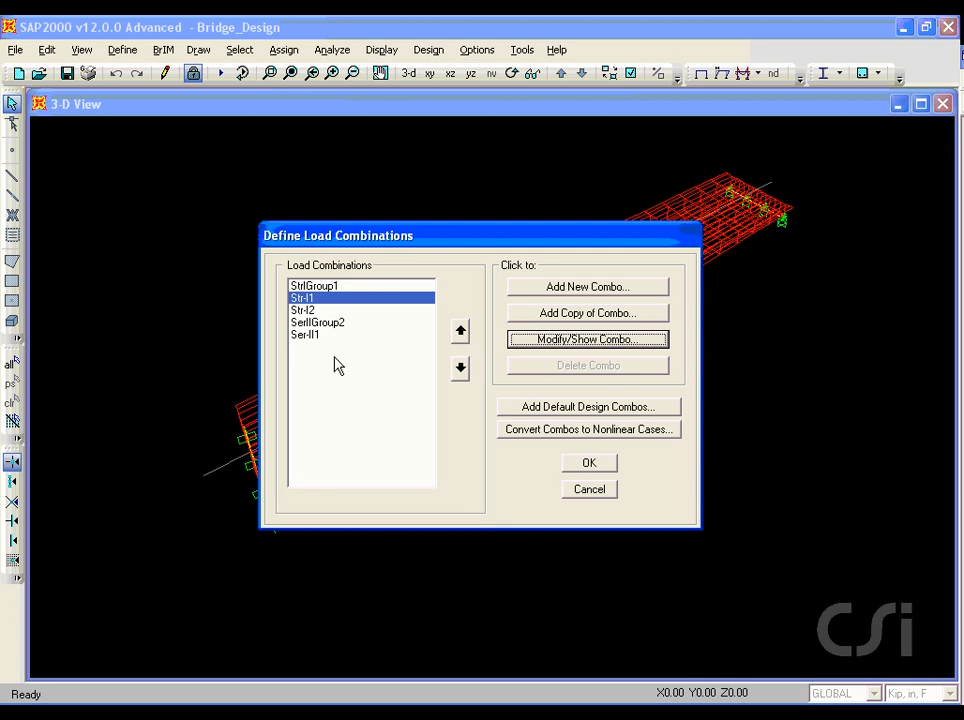 SAP2000 v12.0.0 Advanced - Bridge_Design
File Edit View Define BrIM Draw Select Assign Analyze Display Design Options Tools Help
3-d xy xz yz nv nd
3-D View
all
ps
clr
Define Load Combinations
Load Combinations
StrIGroup1
Str-I1
Str-I2
SerIIGroup2
Ser-II1
Click to:
Add New Combo...
Add Copy of Combo...
Modify/Show Combo...
Delete Combo
Add Default Design Combos...
Convert Combos to Nonlinear Cases...
OK
Cancel
CSi
Ready
X0.00 Y0.00 Z0.00
GLOBAL
Kip, in, F